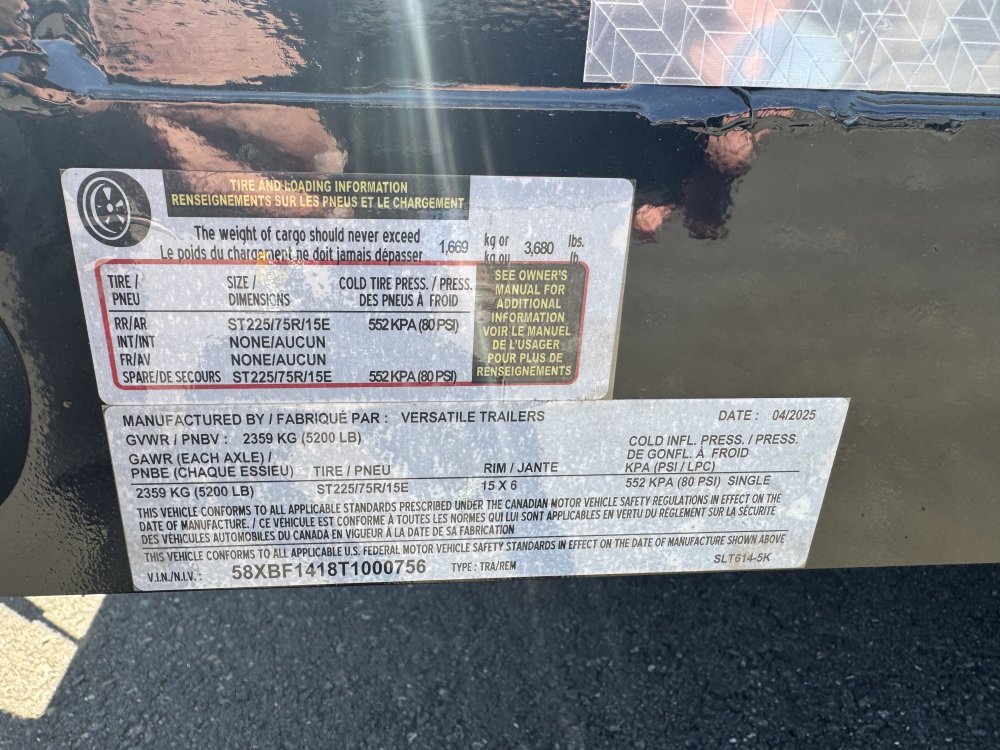 TIRE AND LOADING INFORMATION
RENSEIGNEMENTS SUR LES PNEUS ET LE CHARGEMENT
The weight of cargo should never exceed 1,669 kg or 3,680 lbs.
Le poids du chargement ne doit jamais dépasser kg ou lb.
TIRE / SIZE / COLD TIRE PRESS. / PRESS.
PNEU DIMENSIONS DES PNEUS À FROID
RR/AR ST225/75R/15E 552 KPA (80 PSI)
INT/INT NONE/AUCUN
FR/AV NONE/AUCUN
SPARE/DE SECOURS ST225/75R/15E 552 KPA (80 PSI)
SEE OWNER'S
MANUAL FOR
ADDITIONAL
INFORMATION
VOIR LE MANUEL
DE L'USAGER
POUR PLUS DE
RENSEIGNEMENTS
MANUFACTURED BY / FABRIQUÉ PAR : VERSATILE TRAILERS DATE : 04/2025
GVWR / PNBV : 2359 KG (5200 LB)
GAWR (EACH AXLE) / COLD INFL. PRESS. / PRESS.
DE GONFL. À FROID
PNBE (CHAQUE ESSIEU) TIRE / PNEU RIM / JANTE KPA (PSI / LPC)
2359 KG (5200 LB) ST225/75R/15E 15 X 6 552 KPA (80 PSI) SINGLE
THIS VEHICLE CONFORMS TO ALL APPLICABLE STANDARDS PRESCRIBED UNDER THE CANADIAN MOTOR VEHICLE SAFETY REGULATIONS IN EFFECT ON THE
DATE OF MANUFACTURE. / CE VÉHICULE EST CONFORME À TOUTES LES NORMES QUI LUI SONT APPLICABLES EN VERTU DU RÈGLEMENT SUR LA SÉCURITÉ
DES VÉHICULES AUTOMOBILES DU CANADA EN VIGUEUR À LA DATE DE SA FABRICATION
THIS VEHICLE CONFORMS TO ALL APPLICABLE U.S. FEDERAL MOTOR VEHICLE SAFETY STANDARDS IN EFFECT ON THE DATE OF MANUFACTURE SHOWN ABOVE
V.I.N./N.I.V. : 58XBF1418T1000756 TYPE : TRA/REM SLT614-5K